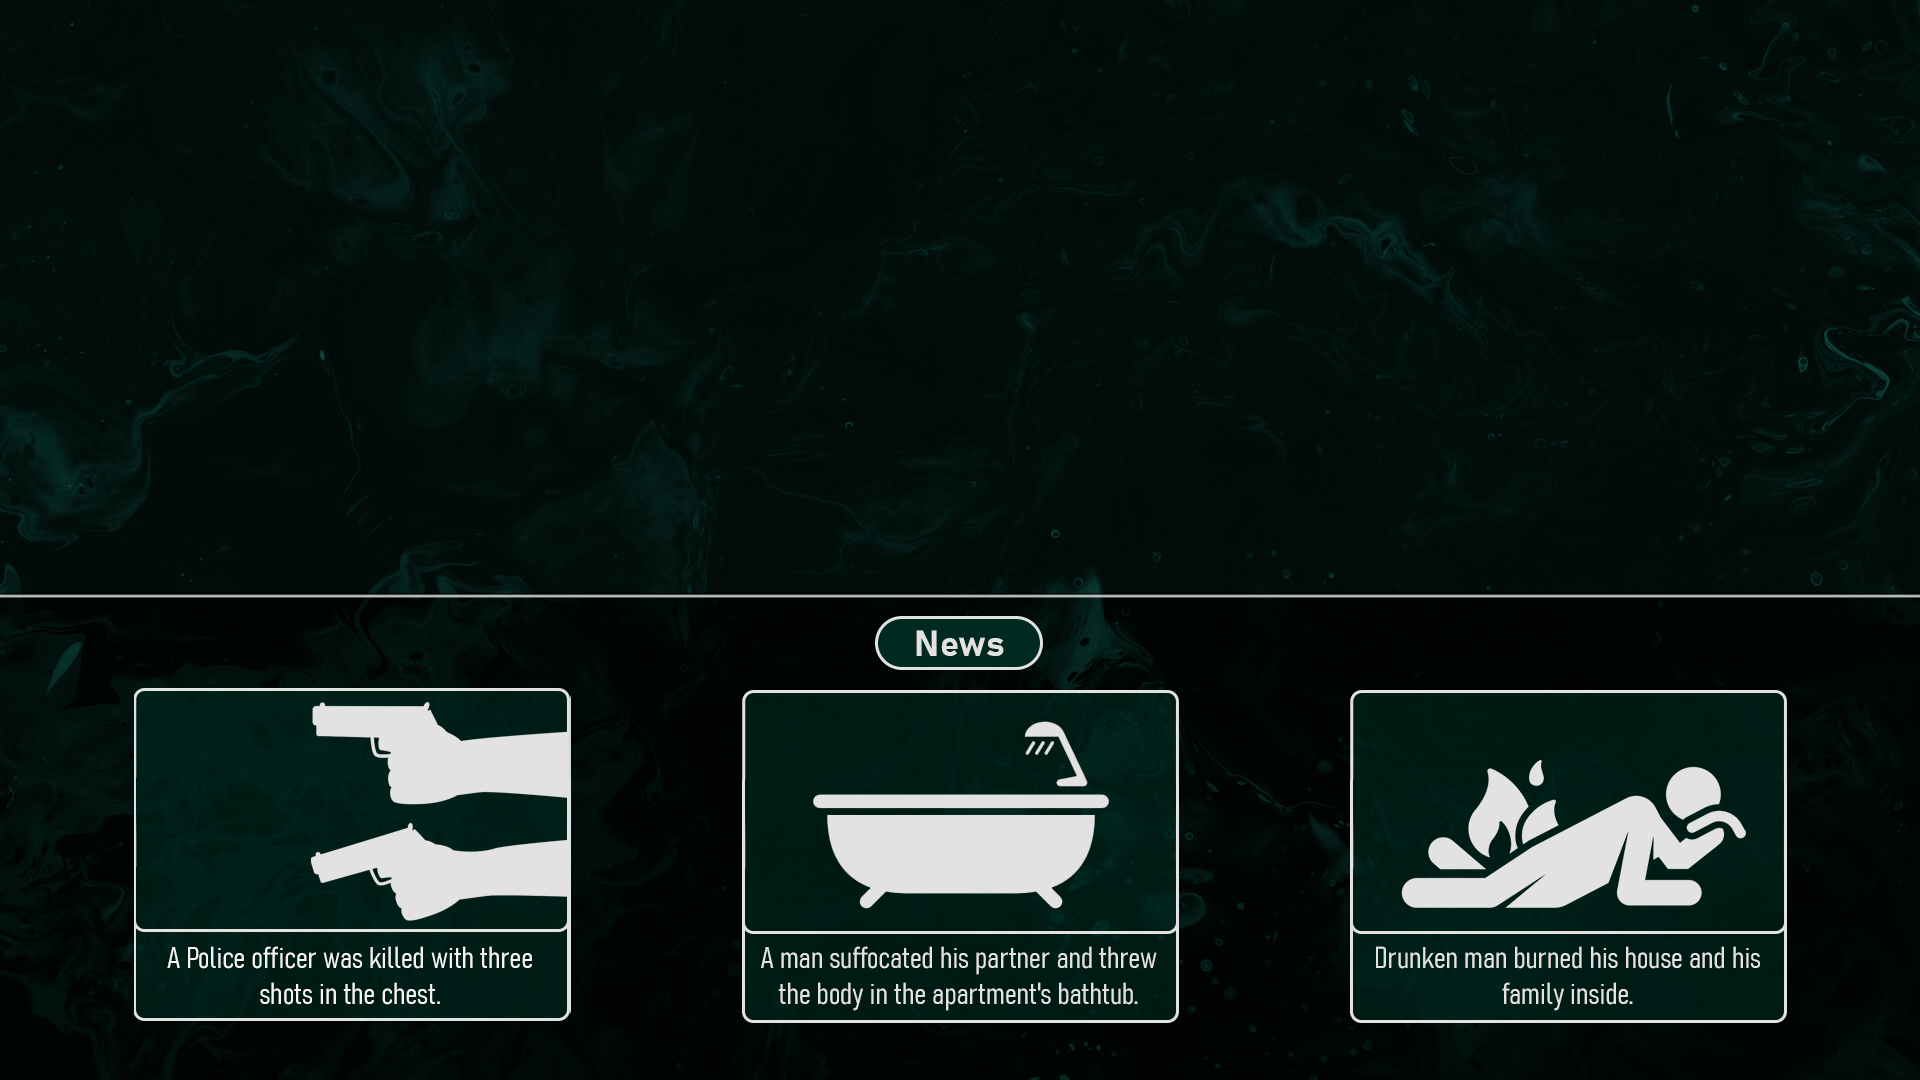 News
A Police officer was killed with three
shots in the chest.
A man suffocated his partner and threw
the body in the apartment's bathtub.
Drunken man burned his house and his
family inside.